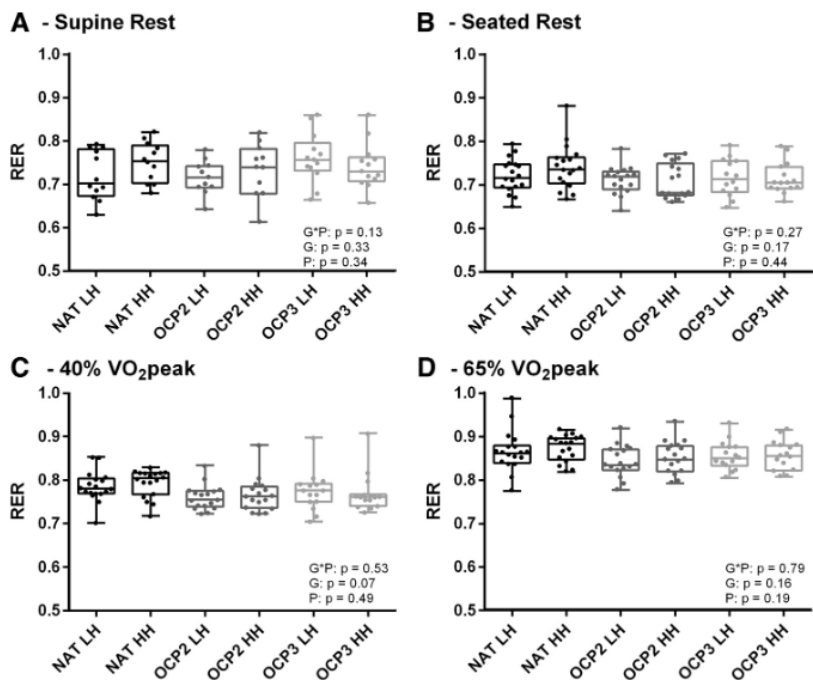 A - Supine Rest
1.0
0.9
0.8
0.7
0.6
0.5
RER
G*P: p = 0.13
G: p = 0.33
P: p = 0.34
NAT LH
NAT HH
OCP2 LH
OCP2 HH
OCP3 LH
OCP3 HH
B - Seated Rest
1.0
0.9
0.8
0.7
0.6
0.5
RER
G*P: p = 0.27
G: p = 0.17
P: p = 0.44
NAT LH
NAT HH
OCP2 LH
OCP2 HH
OCP3 LH
OCP3 HH
C - 40% VO₂peak
1.0
0.9
0.8
0.7
0.6
0.5
RER
G*P: p = 0.53
G: p = 0.07
P: p = 0.49
NAT LH
NAT HH
OCP2 LH
OCP2 HH
OCP3 LH
OCP3 HH
D - 65% VO₂peak
1.0
0.9
0.8
0.7
0.6
0.5
RER
G*P: p = 0.79
G: p = 0.16
P: p = 0.19
NAT LH
NAT HH
OCP2 LH
OCP2 HH
OCP3 LH
OCP3 HH